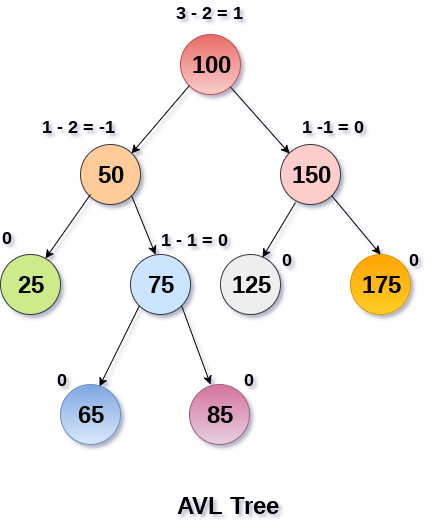 3 - 2 = 1
100
1 - 2 = -1
1 -1 = 0
50
150
0
1 - 1 = 0
0
0
25
75
125
175
0
0
65
85
AVL Tree